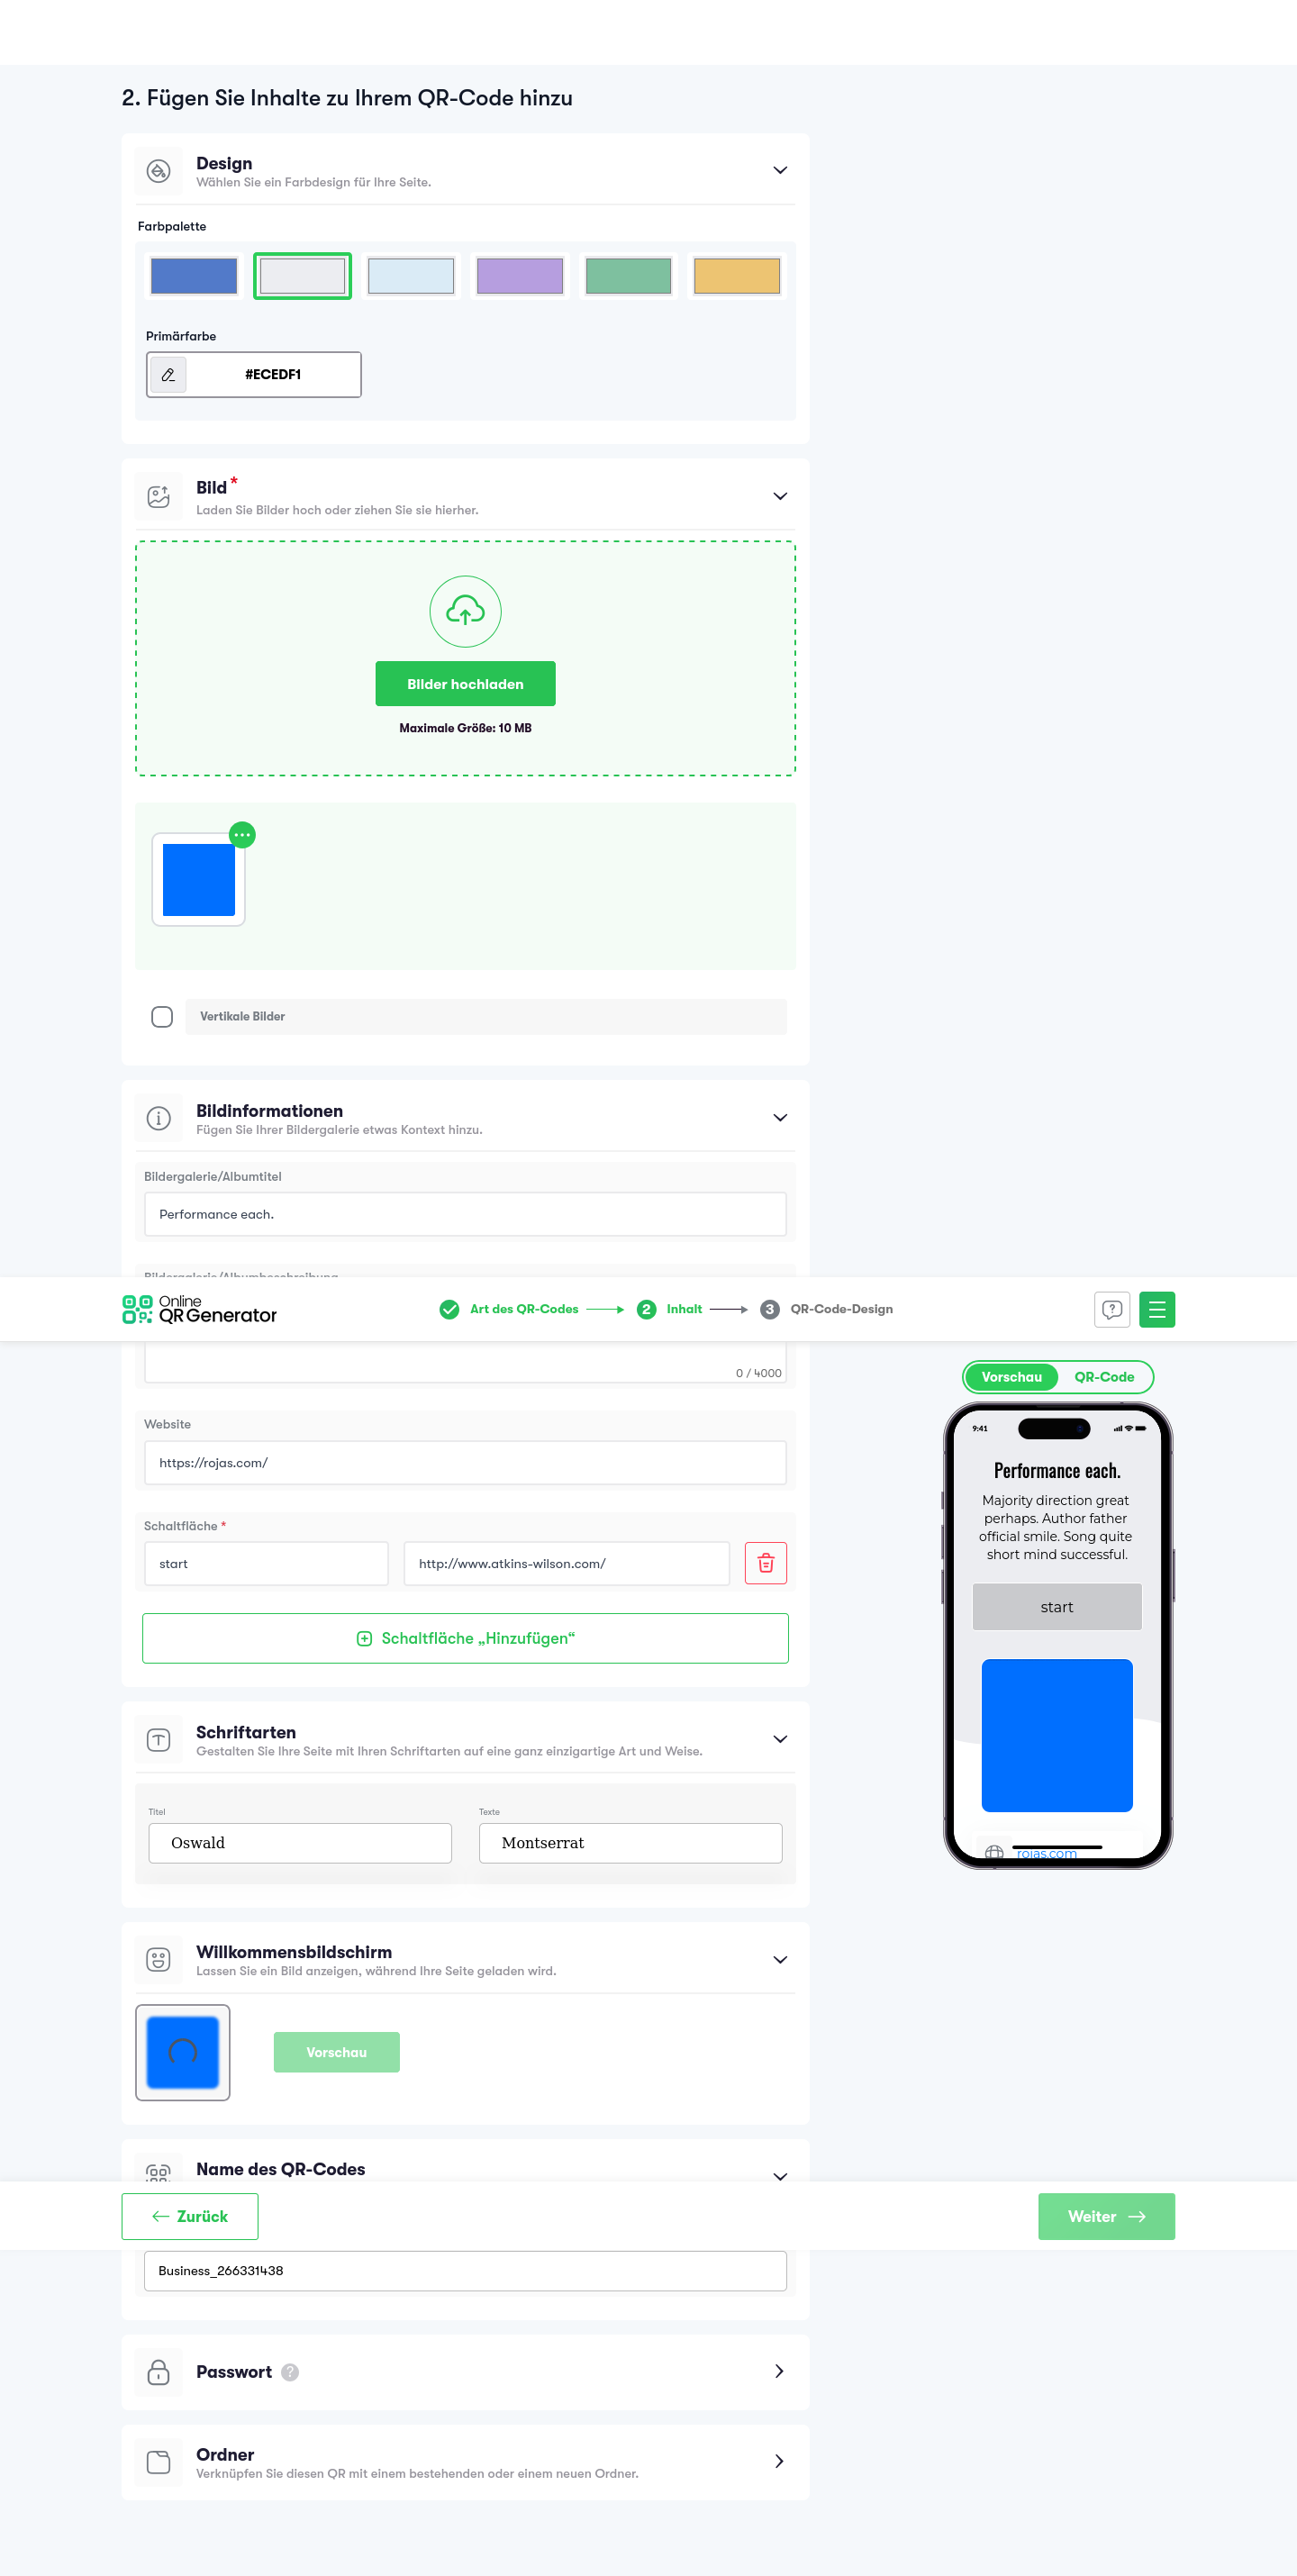 2. Fügen Sie Inhalte zu Ihrem QR-Code hinzu
Design
Wählen Sie ein Farbdesign für Ihre Seite.
Farbpalette
Primärfarbe
#ECEDF1
Bild *
Laden Sie Bilder hoch oder ziehen Sie sie hierher.
Bilder hochladen
Maximale Größe: 10 MB
Vertikale Bilder
Bildinformationen
Fügen Sie Ihrer Bildergalerie etwas Kontext hinzu.
Bildergalerie/Albumtitel
Performance each.
Bildergalerie/Albumbeschreibung
Online
QR Generator
Art des QR-Codes
2 Inhalt
3 QR-Code-Design
0 / 4000
Website
https://rojas.com/
Schaltfläche *
start
http://www.atkins-wilson.com/
Schaltfläche „Hinzufügen“
Vorschau
QR-Code
9:41
Performance each.
Majority direction great
perhaps. Author father
official smile. Song quite
short mind successful.
start
rojas.com
Schriftarten
Gestalten Sie Ihre Seite mit Ihren Schriftarten auf eine ganz einzigartige Art und Weise.
Titel
Texte
Oswald
Montserrat
Willkommensbildschirm
Lassen Sie ein Bild anzeigen, während Ihre Seite geladen wird.
Vorschau
Name des QR-Codes
Zurück
Weiter
Business_266331438
Passwort ?
Ordner
Verknüpfen Sie diesen QR mit einem bestehenden oder einem neuen Ordner.